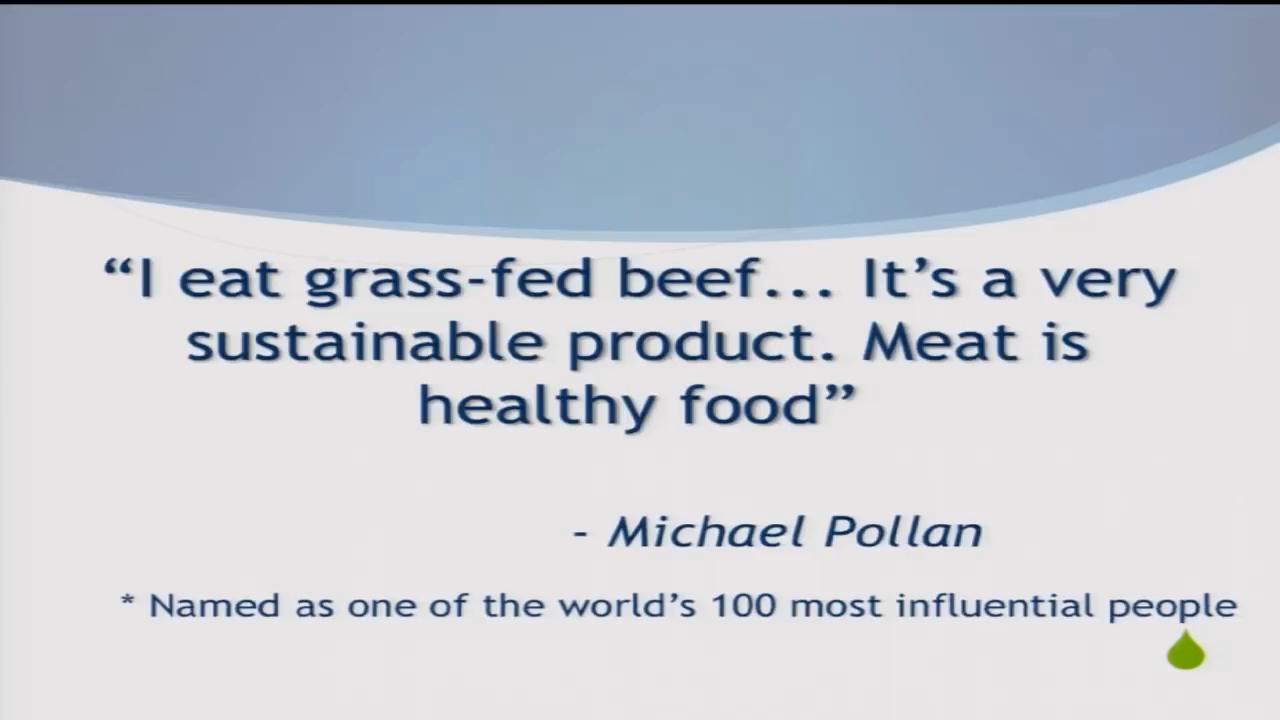 “I eat grass-fed beef... It’s a very
sustainable product. Meat is
healthy food”
- Michael Pollan
* Named as one of the world’s 100 most influential people